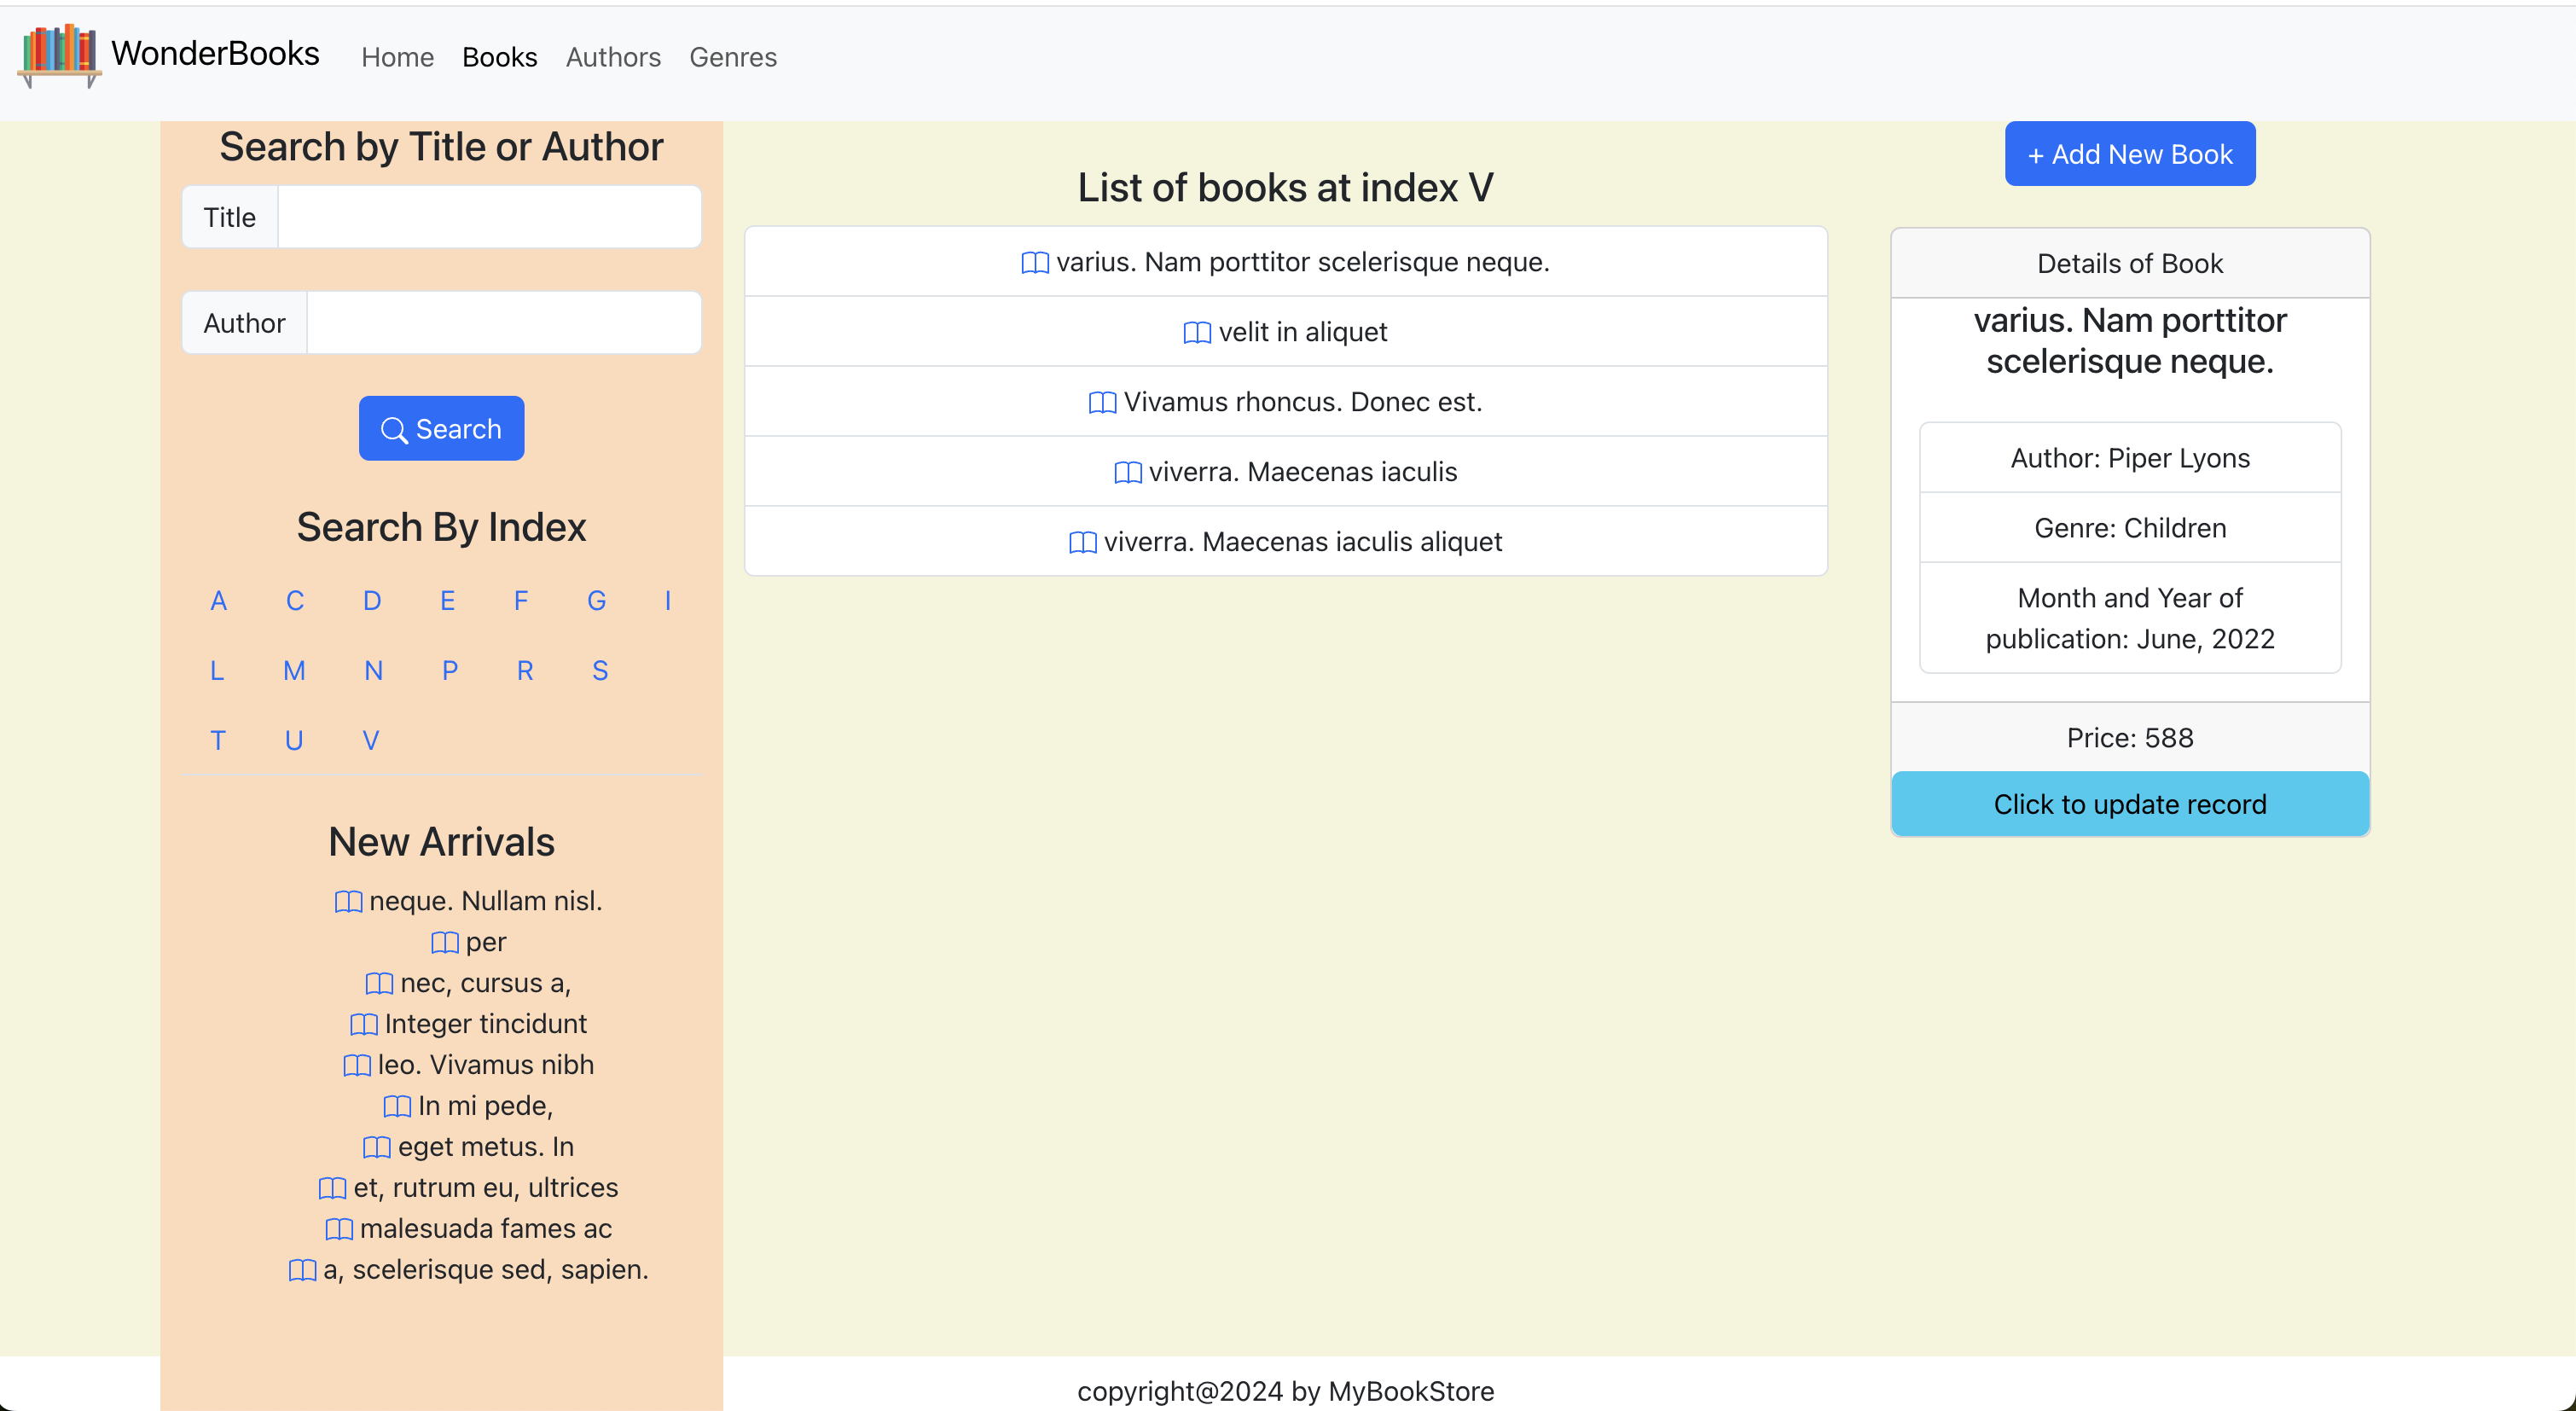 WonderBooks Home Books Authors Genres
Search by Title or Author
Title
Author
Search
Search By Index
A C D E F G I
L M N P R S
T U V
New Arrivals
neque. Nullam nisl.
per
nec, cursus a,
Integer tincidunt
leo. Vivamus nibh
In mi pede,
eget metus. In
et, rutrum eu, ultrices
malesuada fames ac
a, scelerisque sed, sapien.
List of books at index V
varius. Nam porttitor scelerisque neque.
velit in aliquet
Vivamus rhoncus. Donec est.
viverra. Maecenas iaculis
viverra. Maecenas iaculis aliquet
+ Add New Book
Details of Book
varius. Nam porttitor
scelerisque neque.
Author: Piper Lyons
Genre: Children
Month and Year of
publication: June, 2022
Price: 588
Click to update record
copyright@2024 by MyBookStore